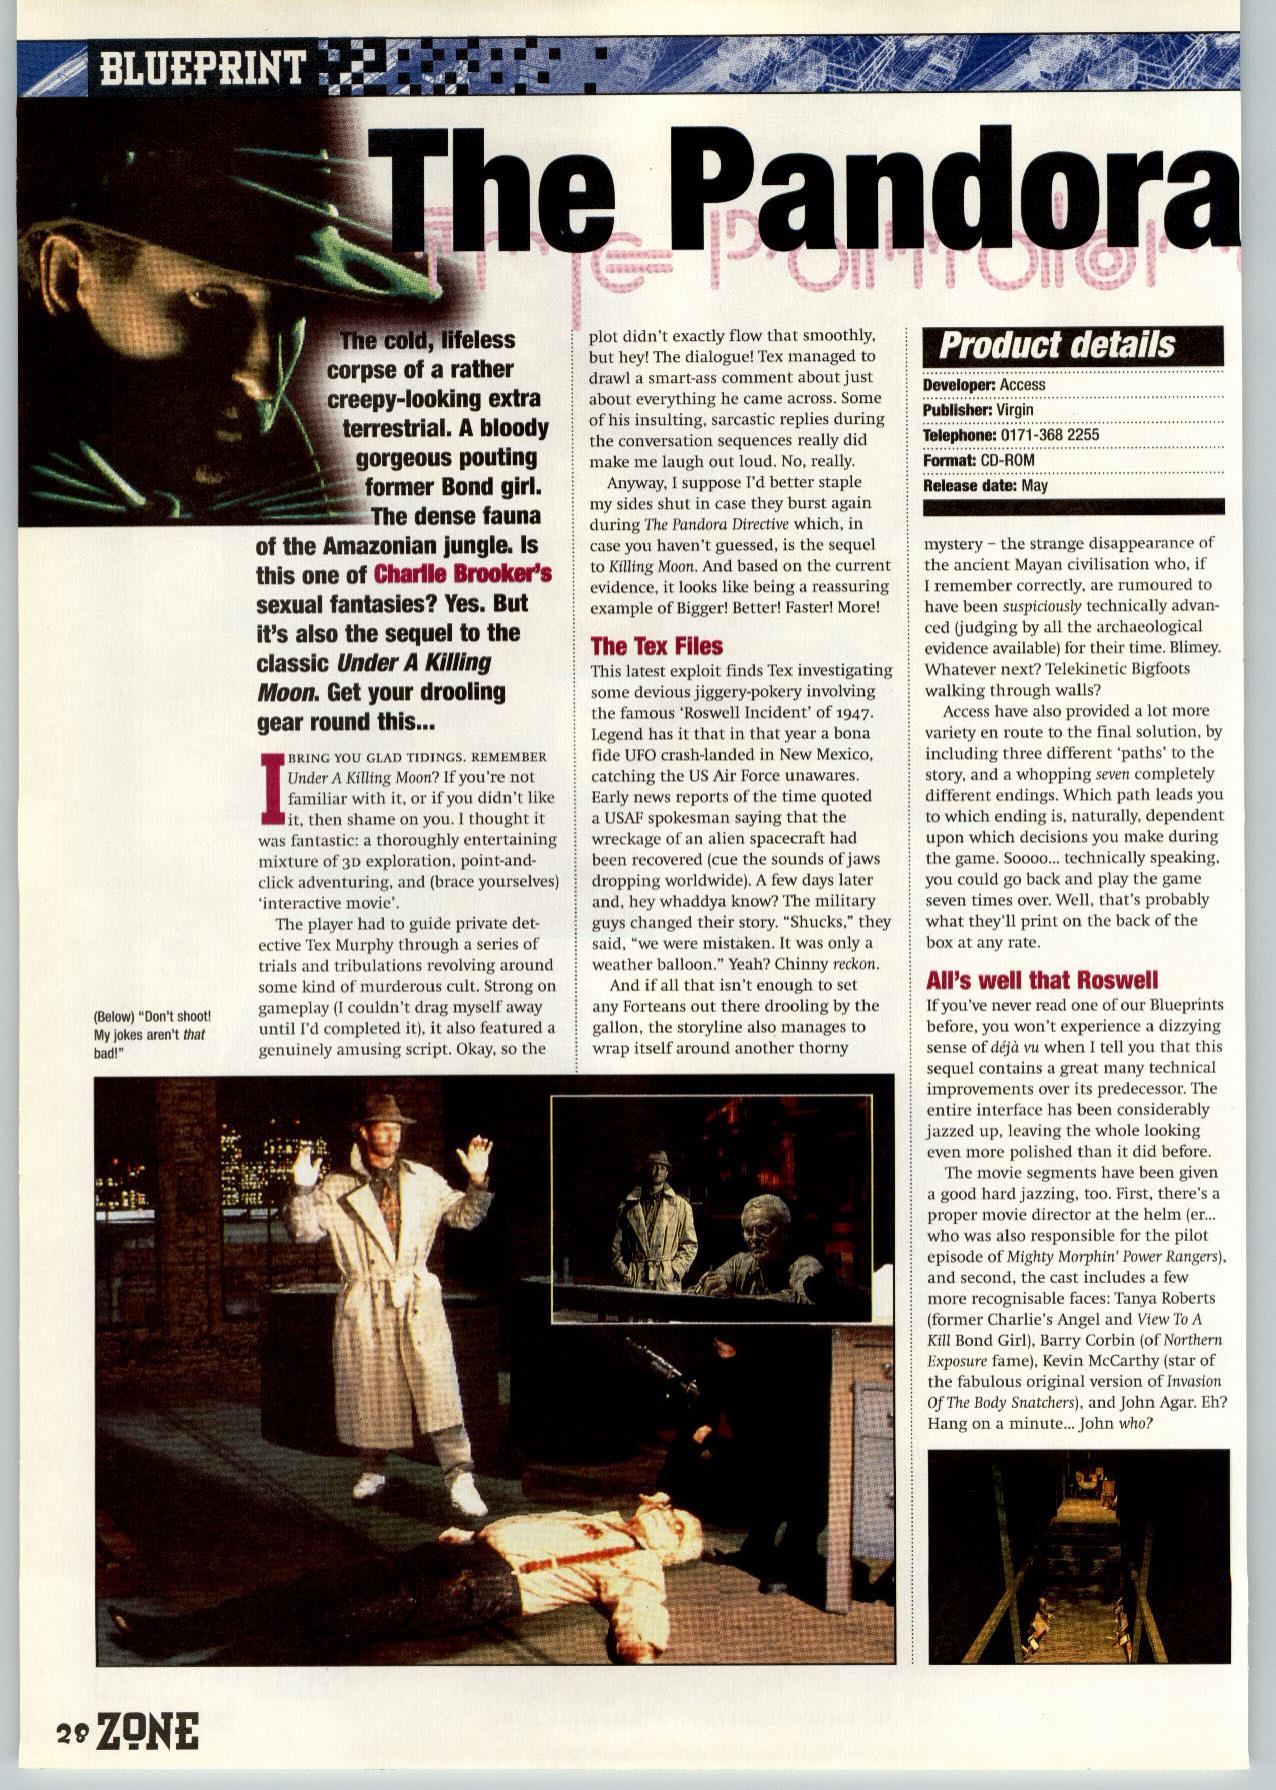 BLUEPRINT
The Pandora
The cold, lifeless
corpse of a rather
creepy-looking extra
terrestrial. A bloody
gorgeous pouting
former Bond girl.
The dense fauna
of the Amazonian jungle. Is
this one of Charlie Brooker's
sexual fantasies? Yes. But
it's also the sequel to the
classic Under A Killing
Moon. Get your drooling
gear round this...
I BRING YOU GLAD TIDINGS. REMEMBER
Under A Killing Moon? If you're not
familiar with it, or if you didn't like
it, then shame on you. I thought it
was fantastic: a thoroughly entertaining
mixture of 3D exploration, point-and-
click adventuring, and (brace yourselves)
'interactive movie'.
The player had to guide private det-
ective Tex Murphy through a series of
trials and tribulations revolving around
some kind of murderous cult. Strong on
gameplay (I couldn't drag myself away
until I'd completed it), it also featured a
genuinely amusing script. Okay, so the
plot didn't exactly flow that smoothly,
but hey! The dialogue! Tex managed to
drawl a smart-ass comment about just
about everything he came across. Some
of his insulting, sarcastic replies during
the conversation sequences really did
make me laugh out loud. No, really.
Anyway, I suppose I'd better staple
my sides shut in case they burst again
during The Pandora Directive which, in
case you haven't guessed, is the sequel
to Killing Moon. And based on the current
evidence, it looks like being a reassuring
example of Bigger! Better! Faster! More!
The Tex Files
This latest exploit finds Tex investigating
some devious jiggery-pokery involving
the famous 'Roswell Incident' of 1947.
Legend has it that in that year a bona
fide UFO crash-landed in New Mexico,
catching the US Air Force unawares.
Early news reports of the time quoted
a USAF spokesman saying that the
wreckage of an alien spacecraft had
been recovered (cue the sounds of jaws
dropping worldwide). A few days later
and, hey whaddya know? The military
guys changed their story. "Shucks," they
said, "we were mistaken. It was only a
weather balloon." Yeah? Chinny reckon.
And if all that isn't enough to set
any Forteans out there drooling by the
gallon, the storyline also manages to
wrap itself around another thorny
Product details
Developer: Access
Publisher: Virgin
Telephone: 0171-368 2255
Format: CD-ROM
Release date: May
mystery – the strange disappearance of
the ancient Mayan civilisation who, if
I remember correctly, are rumoured to
have been suspiciously technically advan-
ced (judging by all the archaeological
evidence available) for their time. Blimey.
Whatever next? Telekinetic Bigfoots
walking through walls?
Access have also provided a lot more
variety en route to the final solution, by
including three different 'paths' to the
story, and a whopping seven completely
different endings. Which path leads you
to which ending is, naturally, dependent
upon which decisions you make during
the game. Soooo... technically speaking,
you could go back and play the game
seven times over. Well, that's probably
what they'll print on the back of the
box at any rate.
All's well that Roswell
If you've never read one of our Blueprints
before, you won't experience a dizzying
sense of déjà vu when I tell you that this
sequel contains a great many technical
improvements over its predecessor. The
entire interface has been considerably
jazzed up, leaving the whole looking
even more polished than it did before.
The movie segments have been given
a good hard jazzing, too. First, there's a
proper movie director at the helm (er...
who was also responsible for the pilot
episode of Mighty Morphin' Power Rangers),
and second, the cast includes a few
more recognisable faces: Tanya Roberts
(former Charlie's Angel and View To A
Kill Bond Girl), Barry Corbin (of Northern
Exposure fame), Kevin McCarthy (star of
the fabulous original version of Invasion
Of The Body Snatchers), and John Agar. Eh?
Hang on a minute... John who?
(Below) "Don't shoot!
My jokes aren't that
bad!"
28 ZONE